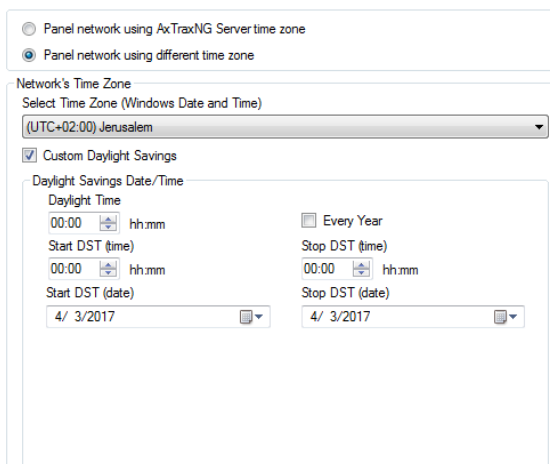 Panel network using AxTraxNG Server time zone
Panel network using different time zone
Network's Time Zone
Select Time Zone (Windows Date and Time)
(UTC+02:00) Jerusalem
Custom Daylight Savings
Daylight Savings Date/Time
Daylight Time
00:00 hh:mm
Every Year
Start DST (time)
Stop DST (time)
00:00 hh:mm
00:00 hh:mm
Start DST (date)
Stop DST (date)
4/ 3/2017
4/ 3/2017